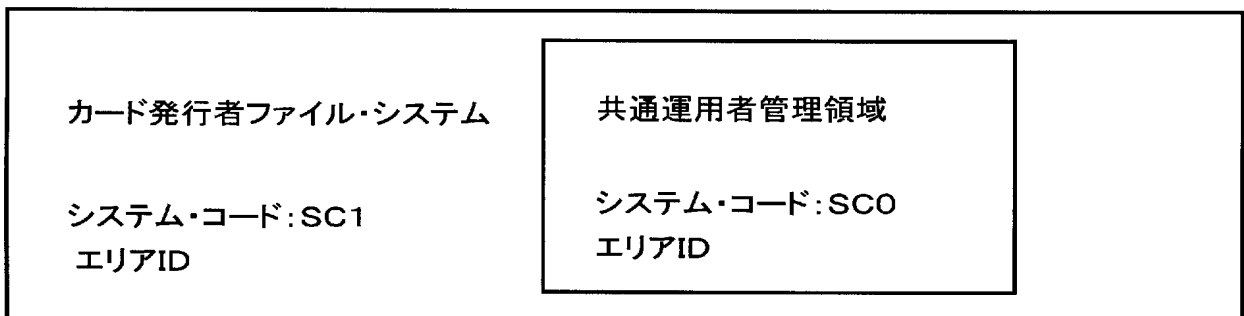 カード発行者ファイル・システム
システム・コード:SC1
エリアID
共通運用者管理領域
システム・コード:SC0
エリアID